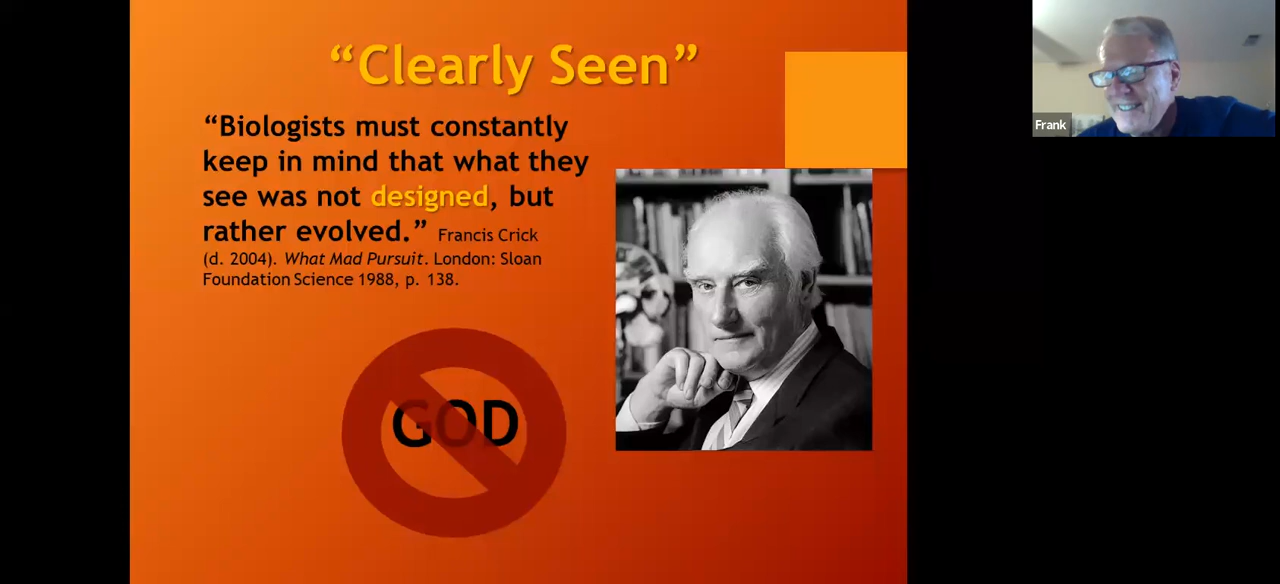 “Clearly Seen”
“Biologists must constantly
keep in mind that what they
see was not designed, but
rather evolved.” Francis Crick
(d. 2004). What Mad Pursuit. London: Sloan
Foundation Science 1988, p. 138.
GOD
Frank